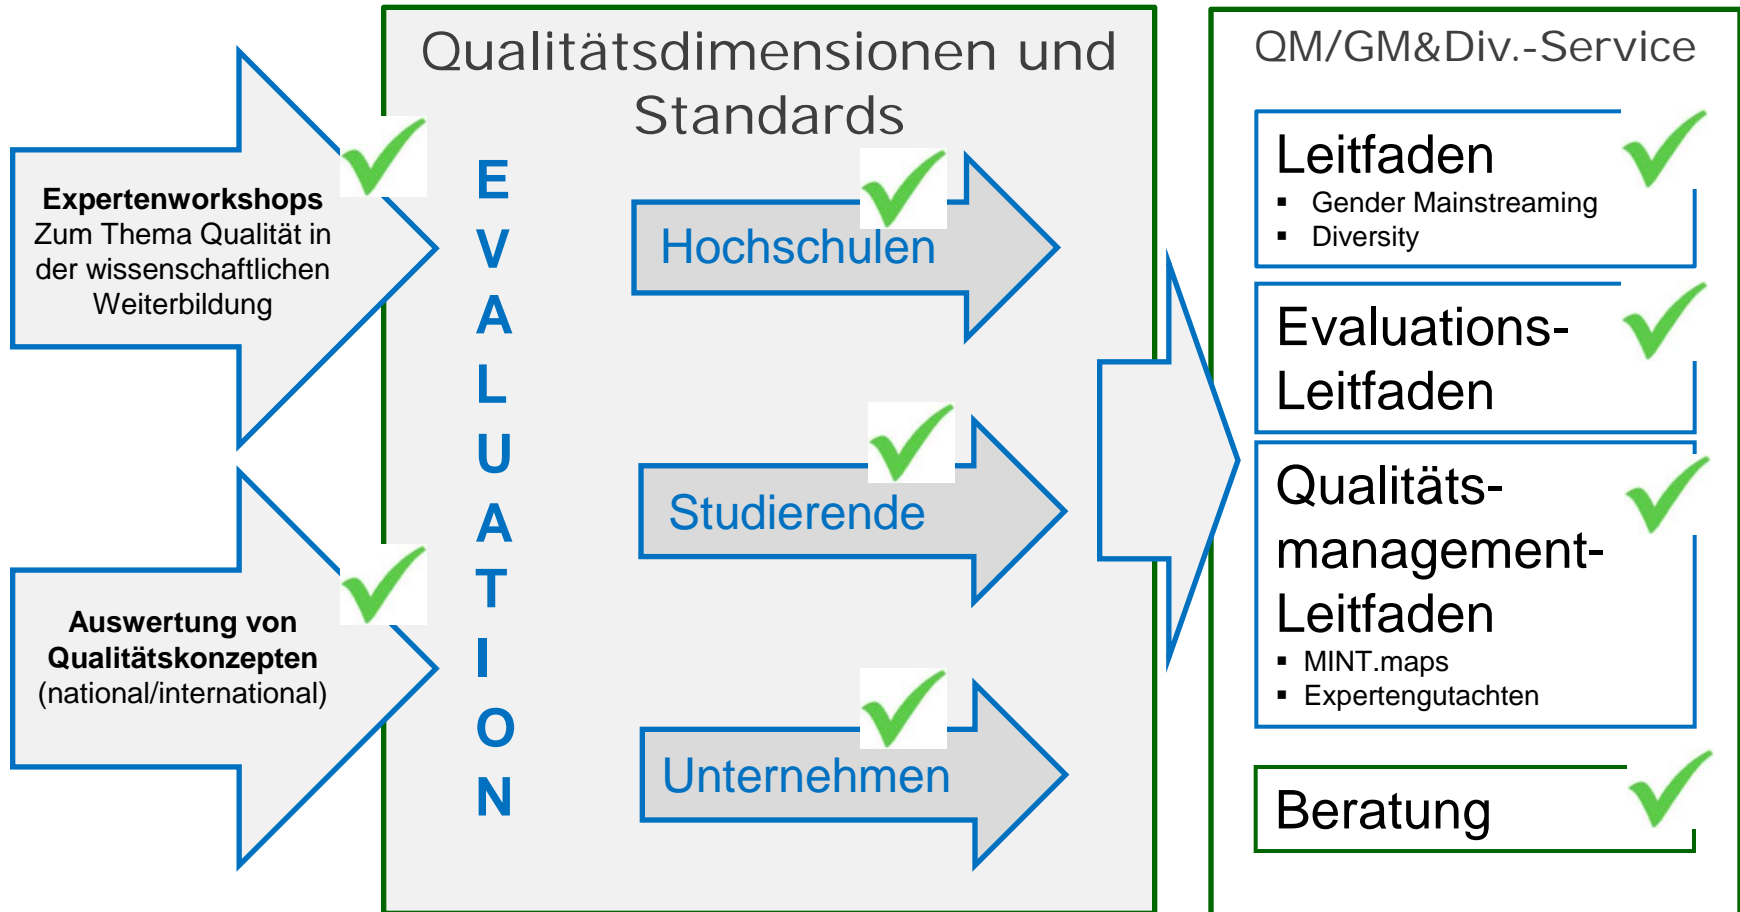 Expertenworkshops
Zum Thema Qualität in
der wissenschaftlichen
Weiterbildung
Auswertung von
Qualitätskonzepten
(national/international)
Qualitätsdimensionen und
Standards
E
V
A
L
U
A
T
I
O
N
Hochschulen
Studierende
Unternehmen
QM/GM&Div.-Service
Leitfaden
▪ Gender Mainstreaming
▪ Diversity
Evaluations-
Leitfaden
Qualitäts-
management-
Leitfaden
▪ MINT.maps
▪ Expertengutachten
Beratung